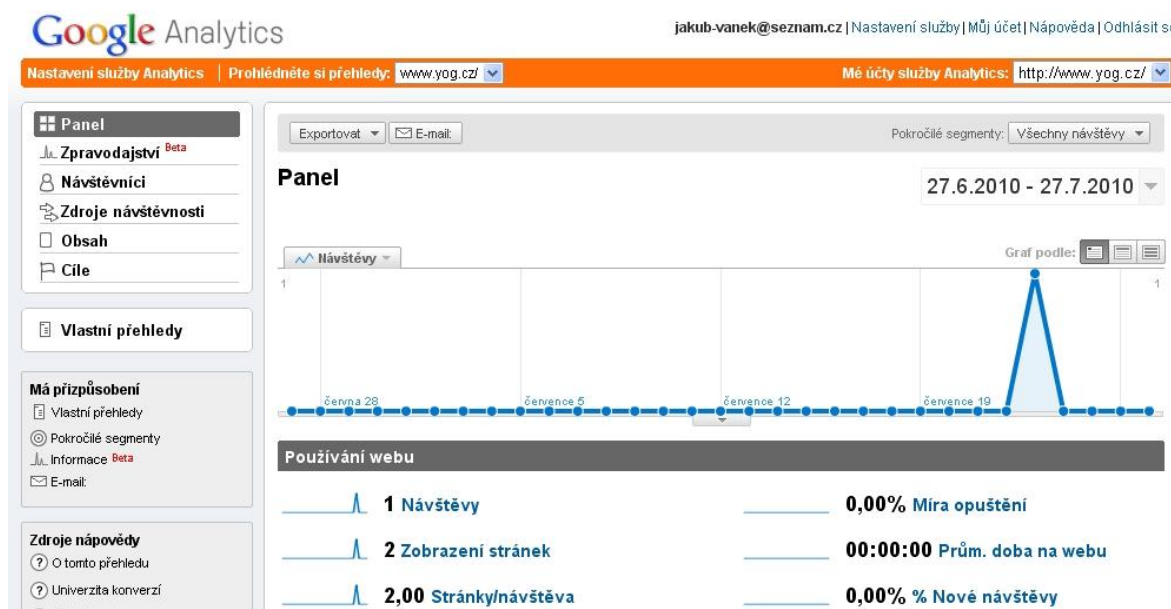 Google Analytics
jakub-vanek@seznam.cz | Nastavení služby | Můj účet | Nápověda | Odhlásit se
Nastavení služby Analytics | Prohlédněte si přehledy: www.yog.cz/
Mé účty služby Analytics: http://www.yog.cz/
Panel
Zpravodajství Beta
Návštěvníci
Zdroje návštěvnosti
Obsah
Cíle
Vlastní přehledy
Má přizpůsobení
Vlastní přehledy
Pokročilé segmenty
Informace Beta
E-mail:
Zdroje nápovědy
O tomto přehledu
Univerzita konverzí
Exportovat
E-mail:
Pokročilé segmenty: Všechny návštěvy
Panel
27.6.2010 - 27.7.2010
Návštěvy
Graf podle:
1
1
června 28
července 5
července 12
července 19
Používání webu
1 Návštěvy
0,00% Míra opuštění
2 Zobrazení stránek
00:00:00 Prům. doba na webu
2,00 Stránky/návštěva
0,00% % Nové návštěvy